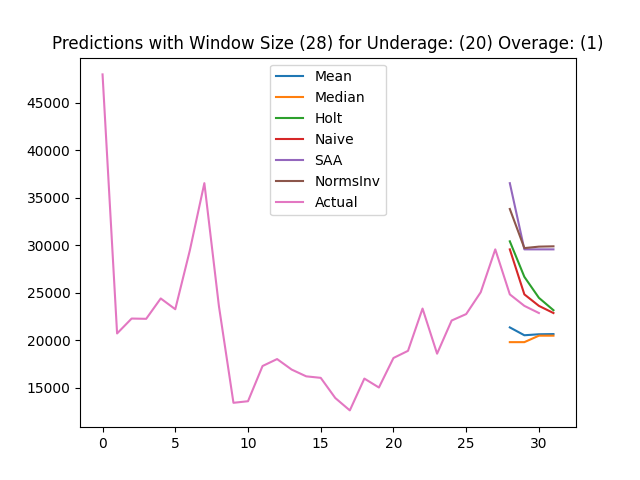 Predictions with Window Size (28) for Underage: (20) Overage: (1)
Mean
Median
Holt
Naive
SAA
NormsInv
Actual
45000
40000
35000
30000
25000
20000
15000
0 5 10 15 20 25 30